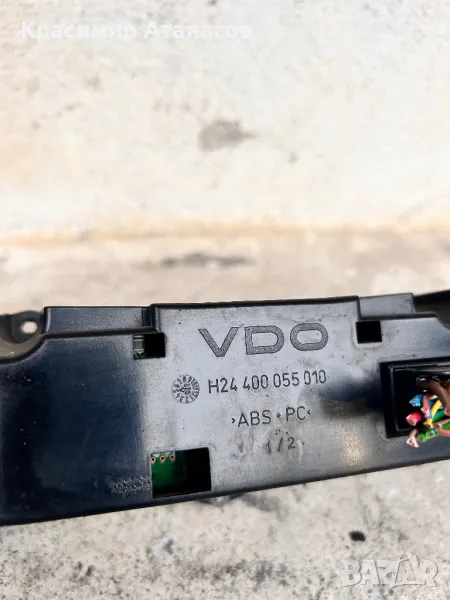 Красимир Атанасов
VDO
H24 400 055 010
>ABS+PC<
1/2
BAZAR